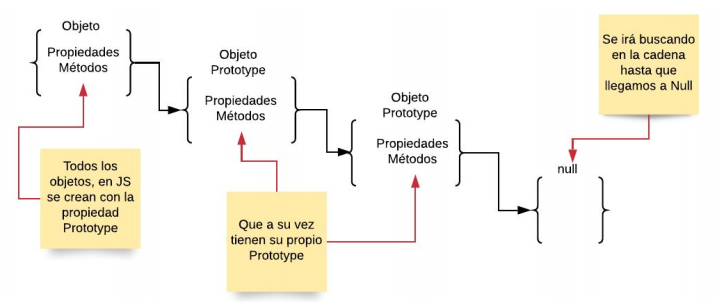 Objeto
Propiedades
Métodos
Objeto
Prototype
Propiedades
Métodos
Objeto
Prototype
Propiedades
Métodos
null
Se irá buscando
en la cadena
hasta que
llegamos a Null
Todos los
objetos, en JS
se crean con la
propiedad
Prototype
Que a su vez
tienen su propio
Prototype